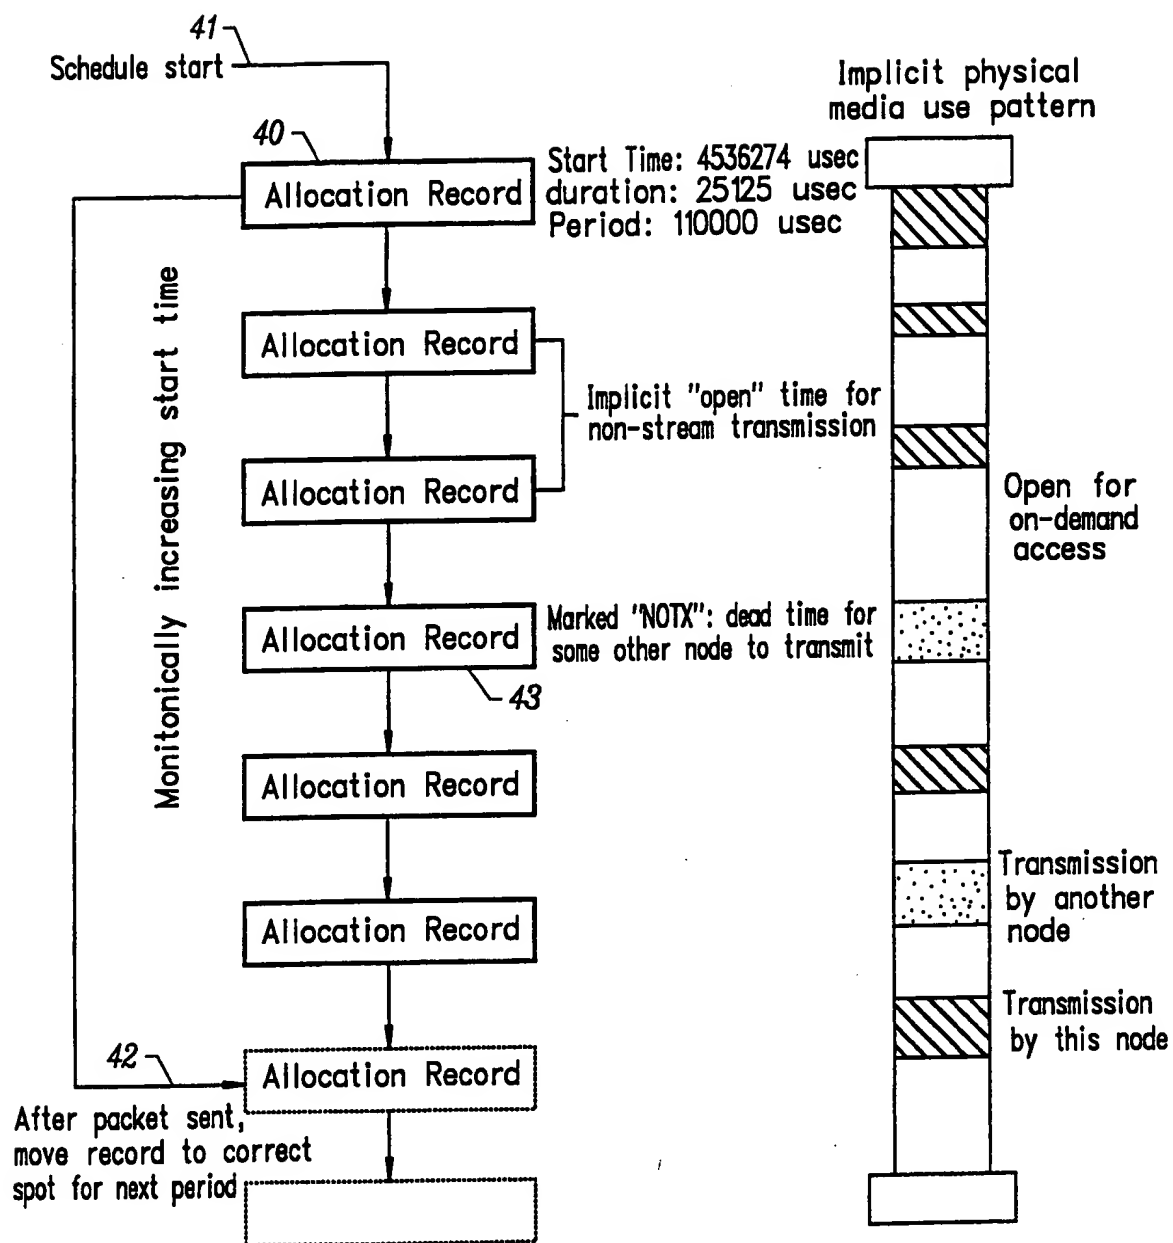 41
Schedule start
Implicit physical
media use pattern
40
Allocation Record
Start Time: 4536274 usec
duration: 25125 usec
Period: 110000 usec
Monitonically increasing start time
Allocation Record
Implicit "open" time for
non-stream transmission
Allocation Record
Open for
on-demand
access
Allocation Record
Marked "NOTX": dead time for
some other node to transmit
43
Allocation Record
Transmission
by another
node
Allocation Record
Transmission
by this node
42
Allocation Record
After packet sent,
move record to correct
spot for next period